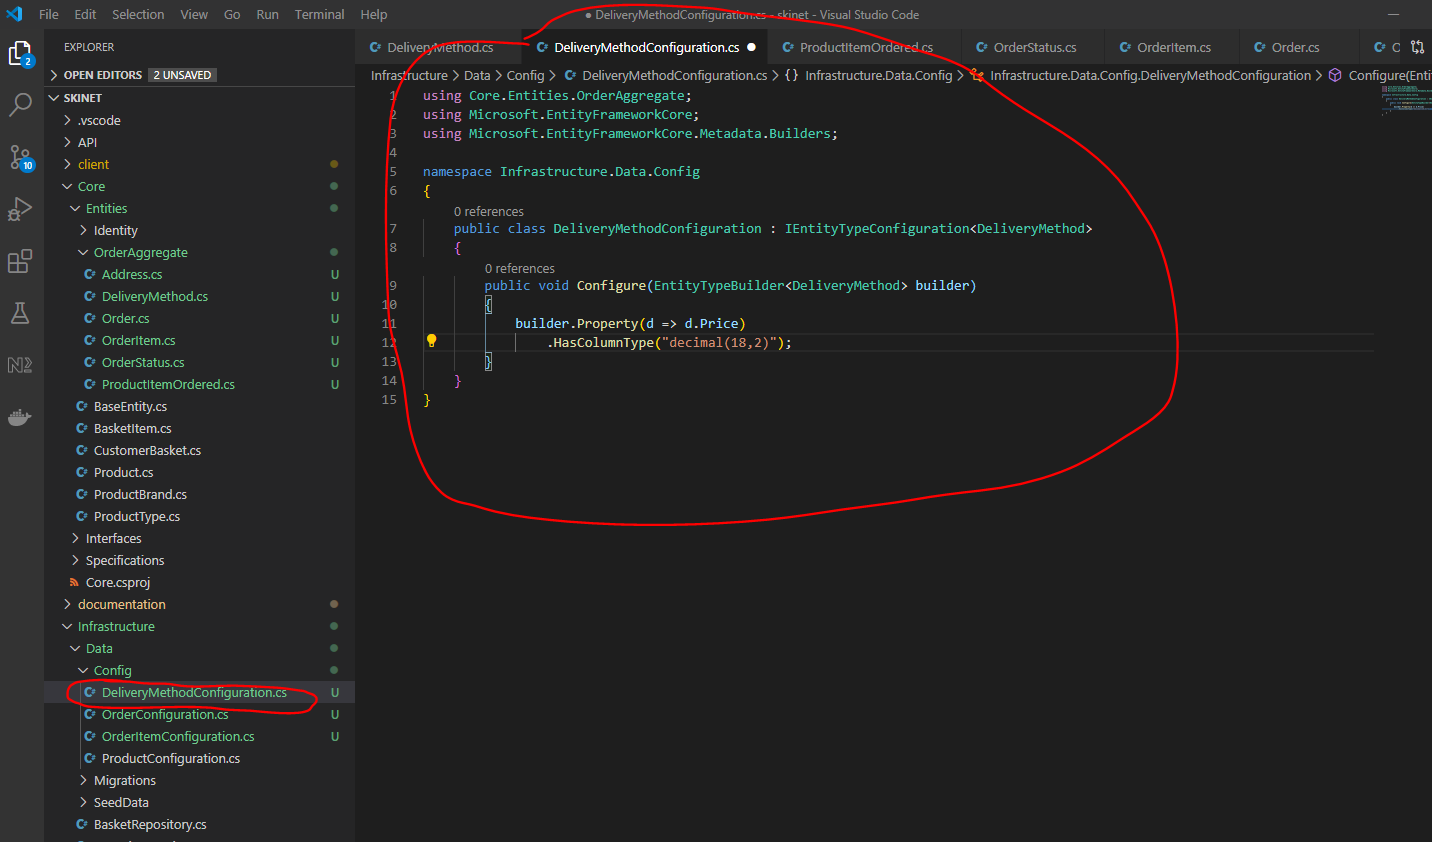 File Edit Selection View Go Run Terminal Help
● DeliveryMethodConfiguration.cs - skinet - Visual Studio Code
EXPLORER
OPEN EDITORS 2 UNSAVED
SKINET
.vscode
API
client
Core
Entities
Identity
OrderAggregate
Address.cs U
DeliveryMethod.cs U
Order.cs U
OrderItem.cs U
OrderStatus.cs U
ProductItemOrdered.cs U
BaseEntity.cs
BasketItem.cs
CustomerBasket.cs
Product.cs
ProductBrand.cs
ProductType.cs
Interfaces
Specifications
Core.csproj
documentation
Infrastructure
Data
Config
DeliveryMethodConfiguration.cs U
OrderConfiguration.cs U
OrderItemConfiguration.cs U
ProductConfiguration.cs
Migrations
SeedData
BasketRepository.cs
2
10
DeliveryMethod.cs DeliveryMethodConfiguration.cs ● ProductItemOrdered.cs OrderStatus.cs OrderItem.cs Order.cs
Infrastructure > Data > Config > DeliveryMethodConfiguration.cs > {} Infrastructure.Data.Config > Infrastructure.Data.Config.DeliveryMethodConfiguration > Configure(Enti
1 using Core.Entities.OrderAggregate;
2 using Microsoft.EntityFrameworkCore;
3 using Microsoft.EntityFrameworkCore.Metadata.Builders;
4
5 namespace Infrastructure.Data.Config
6 {
0 references
7 public class DeliveryMethodConfiguration : IEntityTypeConfiguration<DeliveryMethod>
8 {
0 references
9 public void Configure(EntityTypeBuilder<DeliveryMethod> builder)
10 {
11 builder.Property(d => d.Price)
12 .HasColumnType("decimal(18,2)");
13 }
14 }
15 }